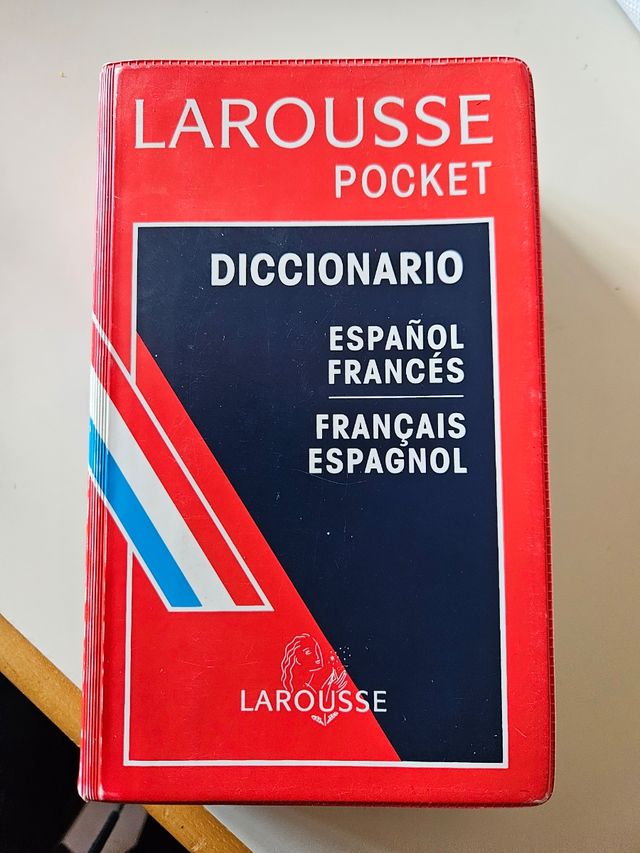 LAROUSSE
POCKET
DICCIONARIO
ESPAÑOL
FRANCÉS
FRANÇAIS
ESPAGNOL
LAROUSSE